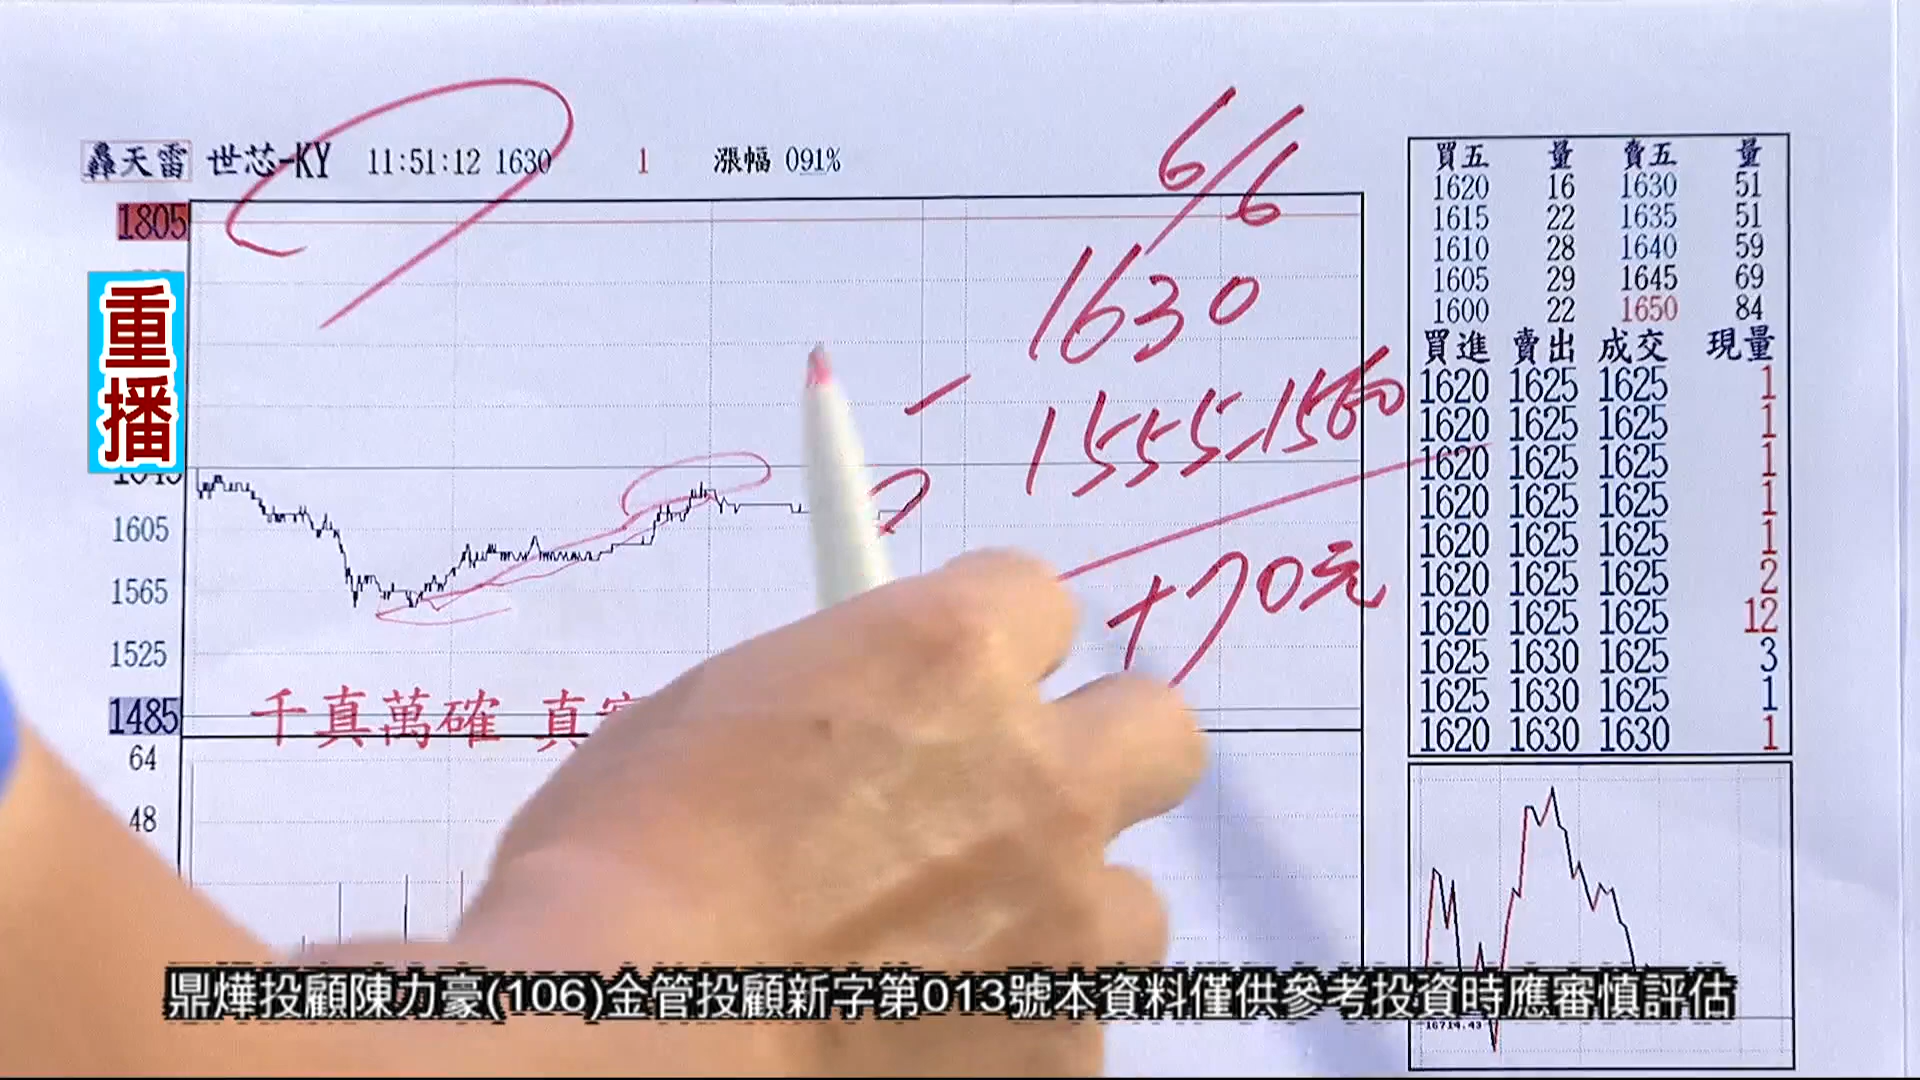 轟天雷 世芯-KY 11:51:12 1630 1 漲幅 091%
6/6
1630
1555-1560
+70元
1805
重播
1605
1565
1525
1485
64
48
千真萬確 真
買五 量 賣五 量
1620 16 1630 51
1615 22 1635 51
1610 28 1640 59
1605 29 1645 69
1600 22 1650 84
買進 賣出 成交 現量
1620 1625 1625 1
1620 1625 1625 1
1620 1625 1625 1
1620 1625 1625 1
1620 1625 1625 1
1620 1625 1625 2
1620 1625 1625 12
1625 1630 1625 3
1625 1630 1625 1
1620 1630 1630 1
16714.43
鼎燁投顧陳力豪(106)金管投顧新字第013號本資料僅供參考投資時應審慎評估